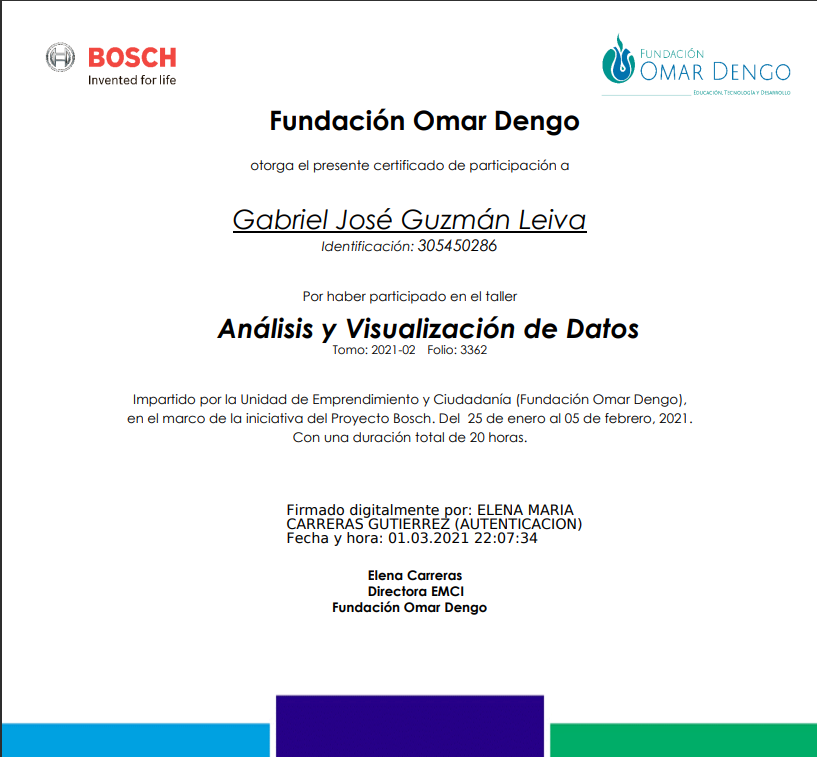 BOSCH
Invented for life
FUNDACIÓN
OMAR DENGO
EDUCACIÓN, TECNOLOGÍA Y DESARROLLO
Fundación Omar Dengo
otorga el presente certificado de participación a
Gabriel José Guzmán Leiva
Identificación: 305450286
Por haber participado en el taller
Análisis y Visualización de Datos
Tomo: 2021-02 Folio: 3362
Impartido por la Unidad de Emprendimiento y Ciudadanía (Fundación Omar Dengo),
en el marco de la iniciativa del Proyecto Bosch. Del 25 de enero al 05 de febrero, 2021.
Con una duración total de 20 horas.
Firmado digitalmente por: ELENA MARIA
CARRERAS GUTIERREZ (AUTENTICACION)
Fecha y hora: 01.03.2021 22:07:34
Elena Carreras
Directora EMCI
Fundación Omar Dengo